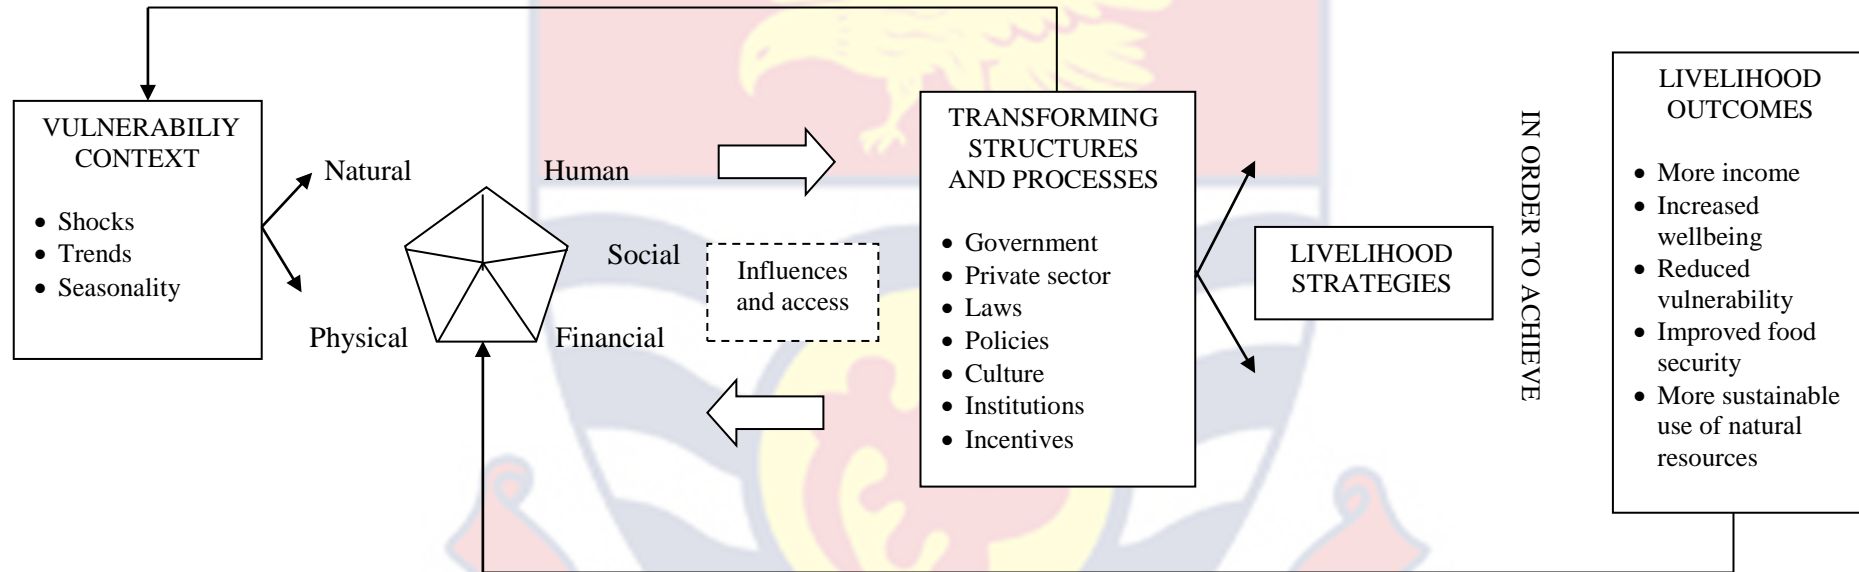 VULNERABILIY
CONTEXT
• Shocks
• Trends
• Seasonality
Natural
Human
Social
Physical
Financial
Influences
and access
TRANSFORMING
STRUCTURES
AND PROCESSES
• Government
• Private sector
• Laws
• Policies
• Culture
• Institutions
• Incentives
LIVELIHOOD
STRATEGIES
IN ORDER TO ACHIEVE
LIVELIHOOD
OUTCOMES
• More income
• Increased
wellbeing
• Reduced
vulnerability
• Improved food
security
• More sustainable
use of natural
resources